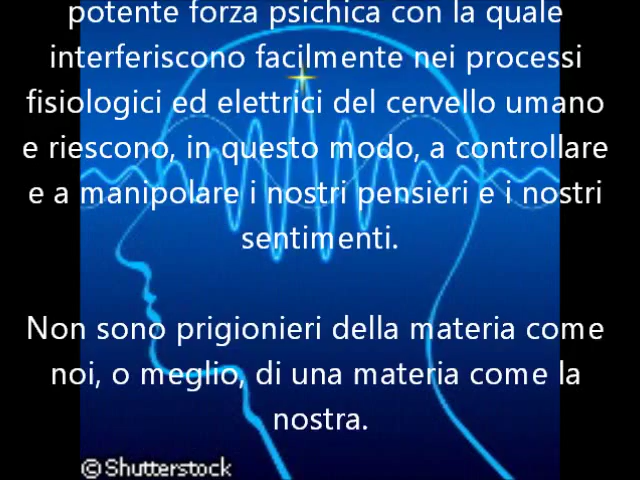 potente forza psichica con la quale
interferiscono facilmente nei processi
fisiologici ed elettrici del cervello umano
e riescono, in questo modo, a controllare
e a manipolare i nostri pensieri e i nostri
sentimenti.
Non sono prigionieri della materia come
noi, o meglio, di una materia come la
nostra.
©Shutterstock